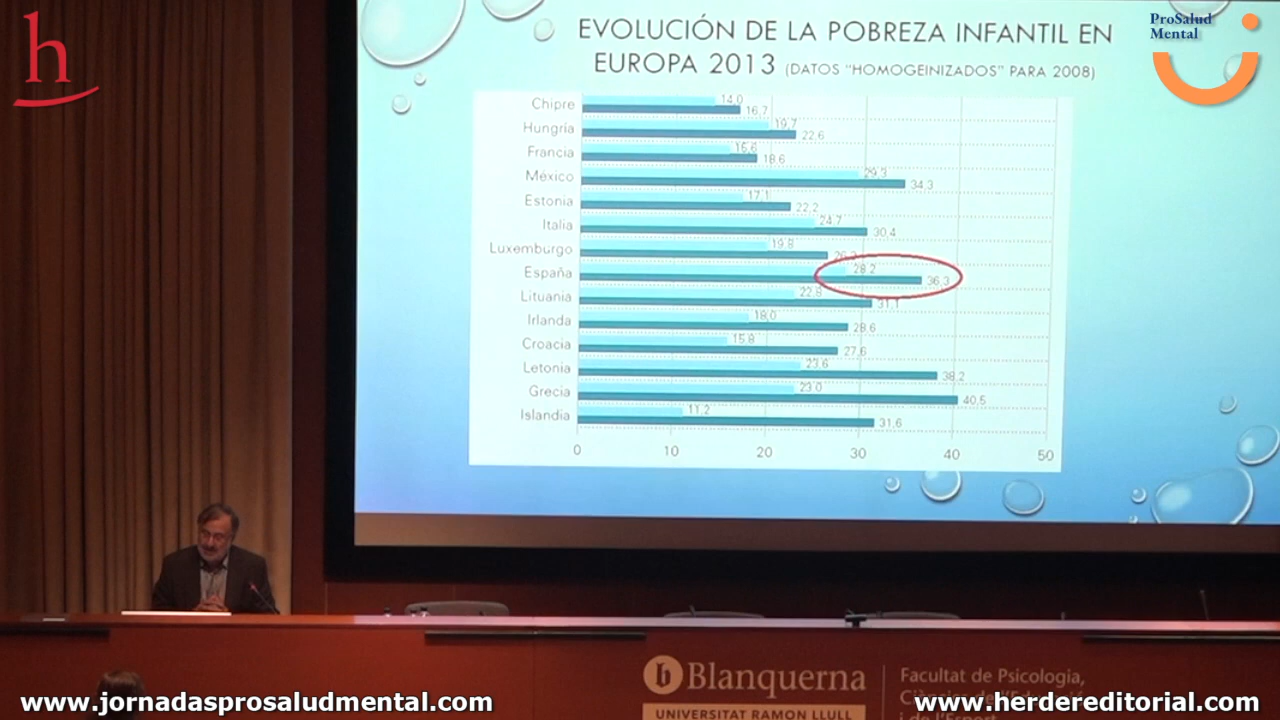 h
ProSalud
Mental
EVOLUCIÓN DE LA POBREZA INFANTIL EN
EUROPA 2013 (DATOS "HOMOGEINIZADOS" PARA 2008)
Chipre 14,0 16,7
Hungría 19,7 22,6
Francia 15,6 18,6
México 29,3 34,3
Estonia 17,1 22,2
Italia 24,7 30,4
Luxemburgo 19,8
España 28,2 36,3
Lituania 22,8 31,1
Irlanda 18,0 28,6
Croacia 15,8 27,6
Letonia 23,6 38,2
Grecia 23,0 40,5
Islandia 11,2 31,6
0 10 20 30 40 50
b Blanquerna
UNIVERSITAT RAMON LLULL
Facultat de Psicologia,
i de l'Esport
www.jornadasprosaludmental.com
www.herdereditorial.com